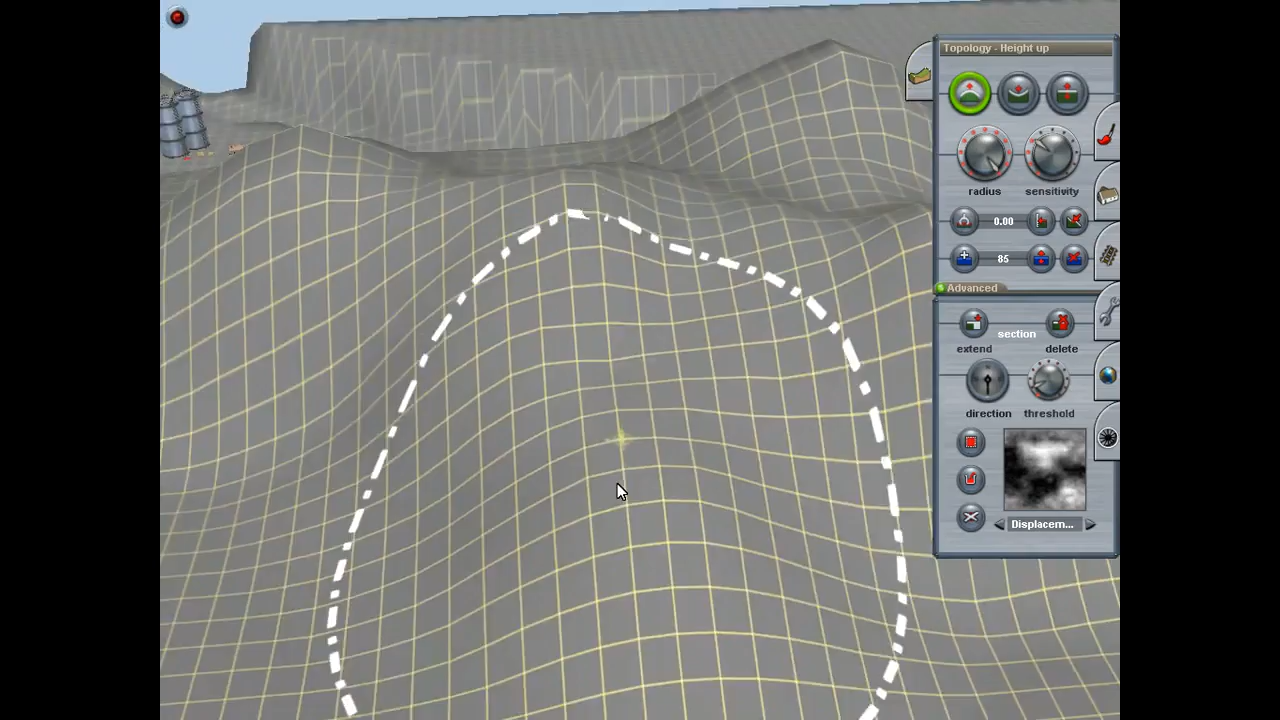 Topology - Height up
radius sensitivity
0.00
85
Advanced
section
extend delete
direction threshold
Displacem...